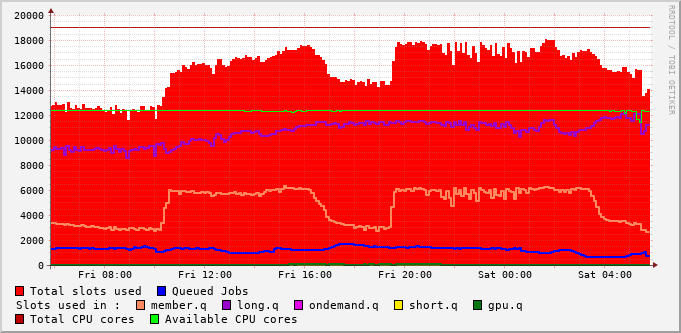 20000
18000
16000
14000
12000
10000
8000
6000
4000
2000
0
Fri 08:00 Fri 12:00 Fri 16:00 Fri 20:00 Sat 00:00 Sat 04:00
Total slots used Queued Jobs
Slots used in : member.q long.q ondemand.q short.q gpu.q
Total CPU cores Available CPU cores
RRDTOOL / TOBI OETIKER